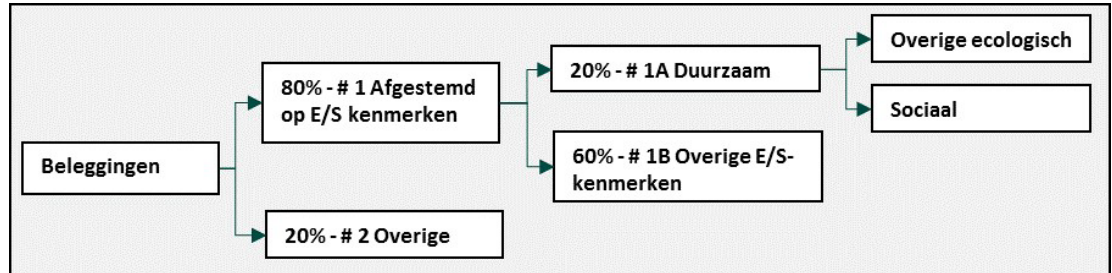 Beleggingen
80% - # 1 Afgestemd
op E/S kenmerken
20% - # 2 Overige
20% - # 1A Duurzaam
60% - # 1B Overige E/S-
kenmerken
Overige ecologisch
Sociaal